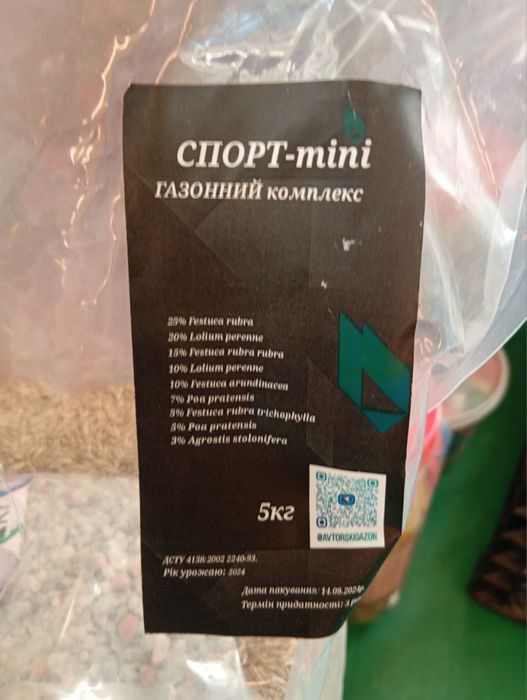 СПОРТ-mini
ГАЗОННИЙ комплекс
25% Festuca rubra
20% Lolium perenne
15% Festuca rubra rubra
10% Lolium perenne
10% Festuca arundinacea
7% Poa pratensis
5% Festuca rubra trichophylla
5% Poa pratensis
3% Agrostis stolonifera
5кг
@AVTORSKIGAZON
ДСТУ 4138:2002 2240-93.
Рік урожаю: 2024
Дата пакування: 14.09.2024р
Термін придатності: 3